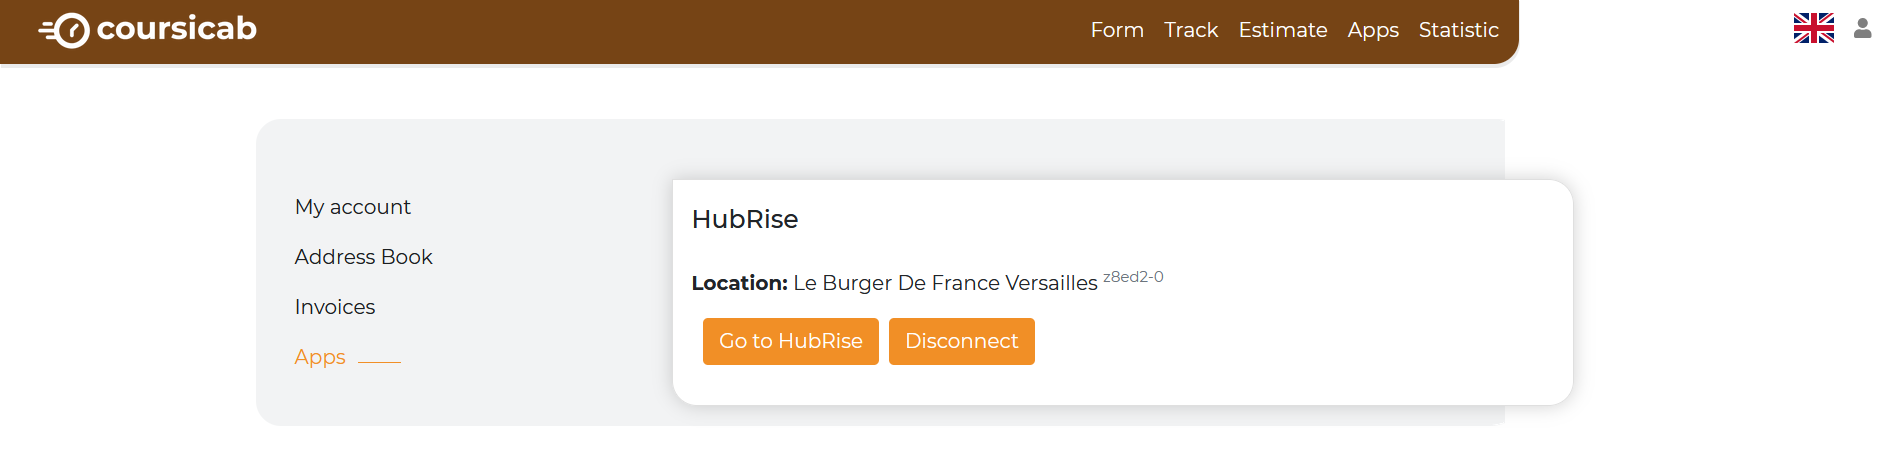 coursicab
Form Track Estimate Apps Statistic
My account
Address Book
Invoices
Apps
HubRise
Location: Le Burger De France Versailles z8ed2-0
Go to HubRise Disconnect